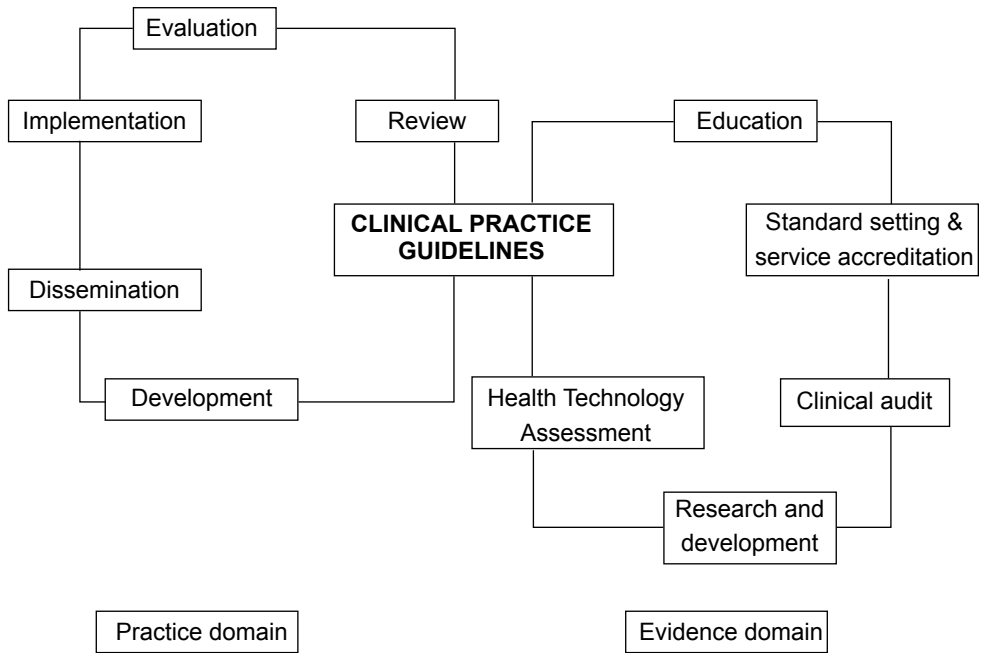 Evaluation
Implementation
Review
Education
CLINICAL PRACTICE
GUIDELINES
Standard setting &
service accreditation
Dissemination
Development
Health Technology
Assessment
Clinical audit
Research and
development
Practice domain
Evidence domain